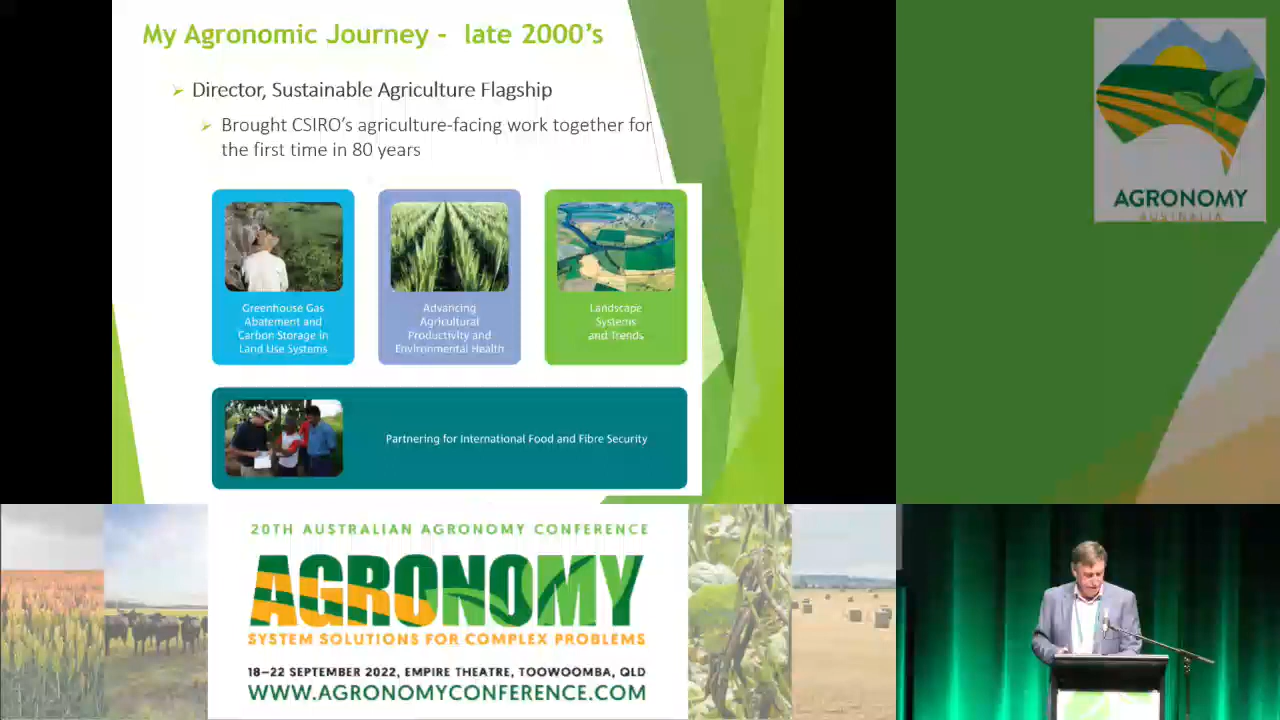 My Agronomic Journey - late 2000's
Director, Sustainable Agriculture Flagship
Brought CSIRO's agriculture-facing work together for
the first time in 80 years
Greenhouse Gas
Abatement and
Carbon Storage in
Land Use Systems
Advancing
Agricultural
Productivity and
Environmental Health
Landscape
Systems
and Trends
Partnering for International Food and Fibre Security
AGRONOMY
AUSTRALIA
20TH AUSTRALIAN AGRONOMY CONFERENCE
AGRONOMY
SYSTEM SOLUTIONS FOR COMPLEX PROBLEMS
18–22 SEPTEMBER 2022, EMPIRE THEATRE, TOOWOOMBA, QLD
WWW.AGRONOMYCONFERENCE.COM